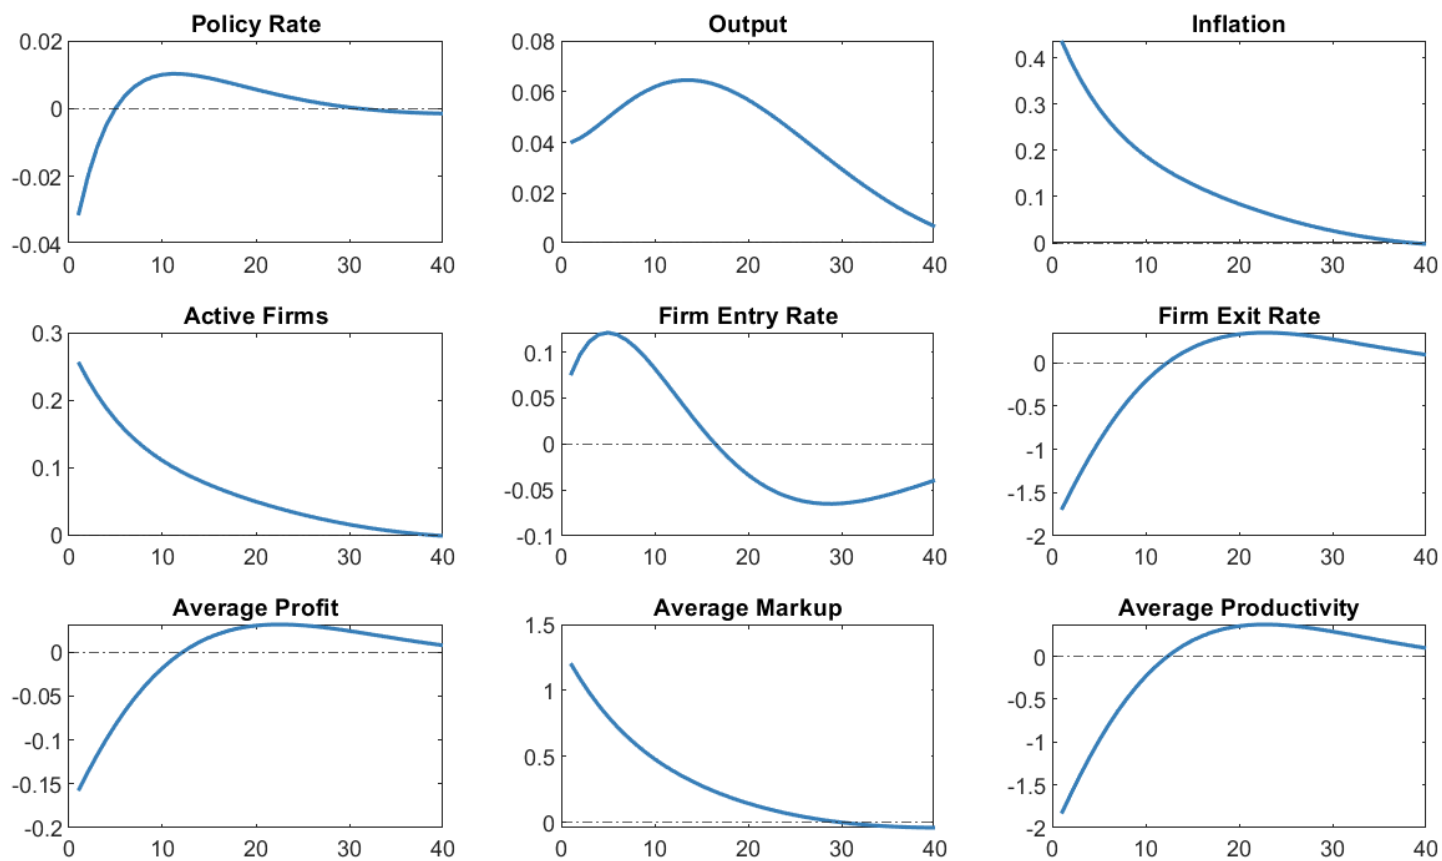 Policy Rate
0.02
0
-0.02
-0.04
0 10 20 30 40
Output
0.08
0.06
0.04
0.02
0
0 10 20 30 40
Inflation
0.4
0.3
0.2
0.1
0
0 10 20 30 40
Active Firms
0.3
0.2
0.1
0
0 10 20 30 40
Firm Entry Rate
0.1
0.05
0
-0.05
-0.1
0 10 20 30 40
Firm Exit Rate
0
-0.5
-1
-1.5
-2
0 10 20 30 40
Average Profit
0
-0.05
-0.1
-0.15
-0.2
0 10 20 30 40
Average Markup
1.5
1
0.5
0
0 10 20 30 40
Average Productivity
0
-0.5
-1
-1.5
-2
0 10 20 30 40